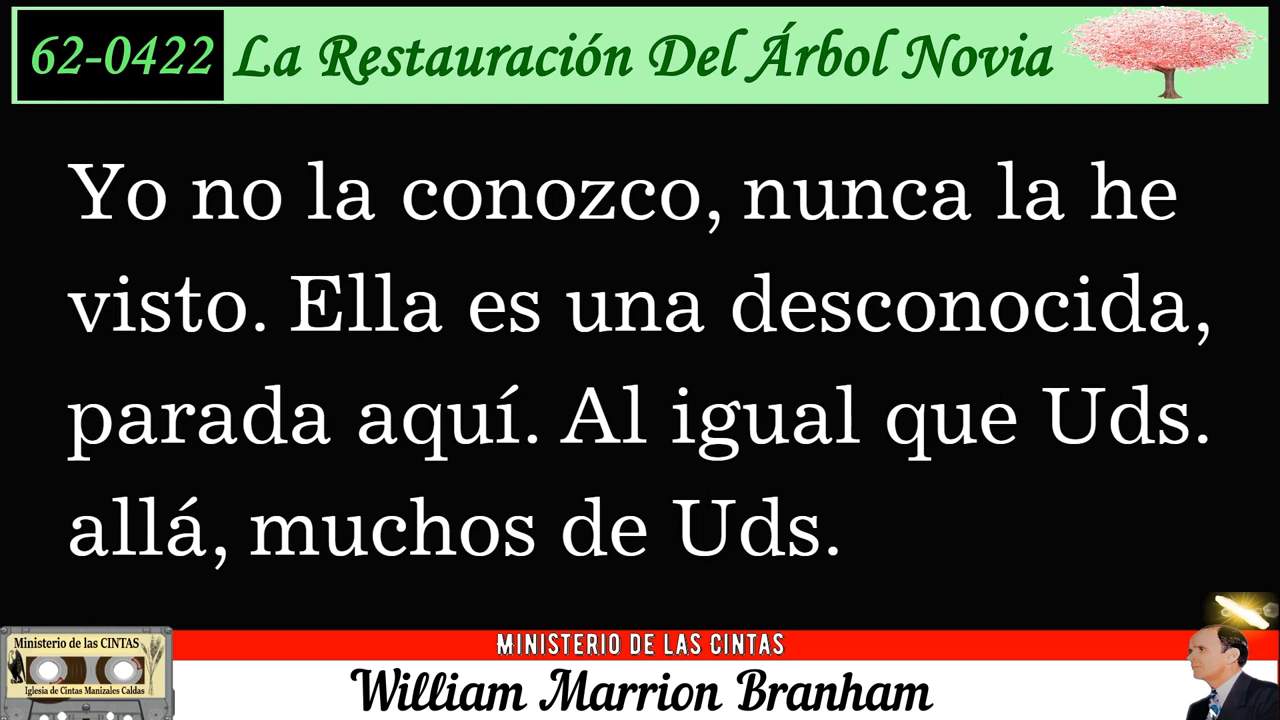 62-0422 La Restauración Del Árbol Novia
Yo no la conozco, nunca la he
visto. Ella es una desconocida,
parada aquí. Al igual que Uds.
allá, muchos de Uds.
MINISTERIO DE LAS CINTAS
William Marrion Branham
Ministerio de las CINTAS
Iglesia de Cintas Manizales Caldas